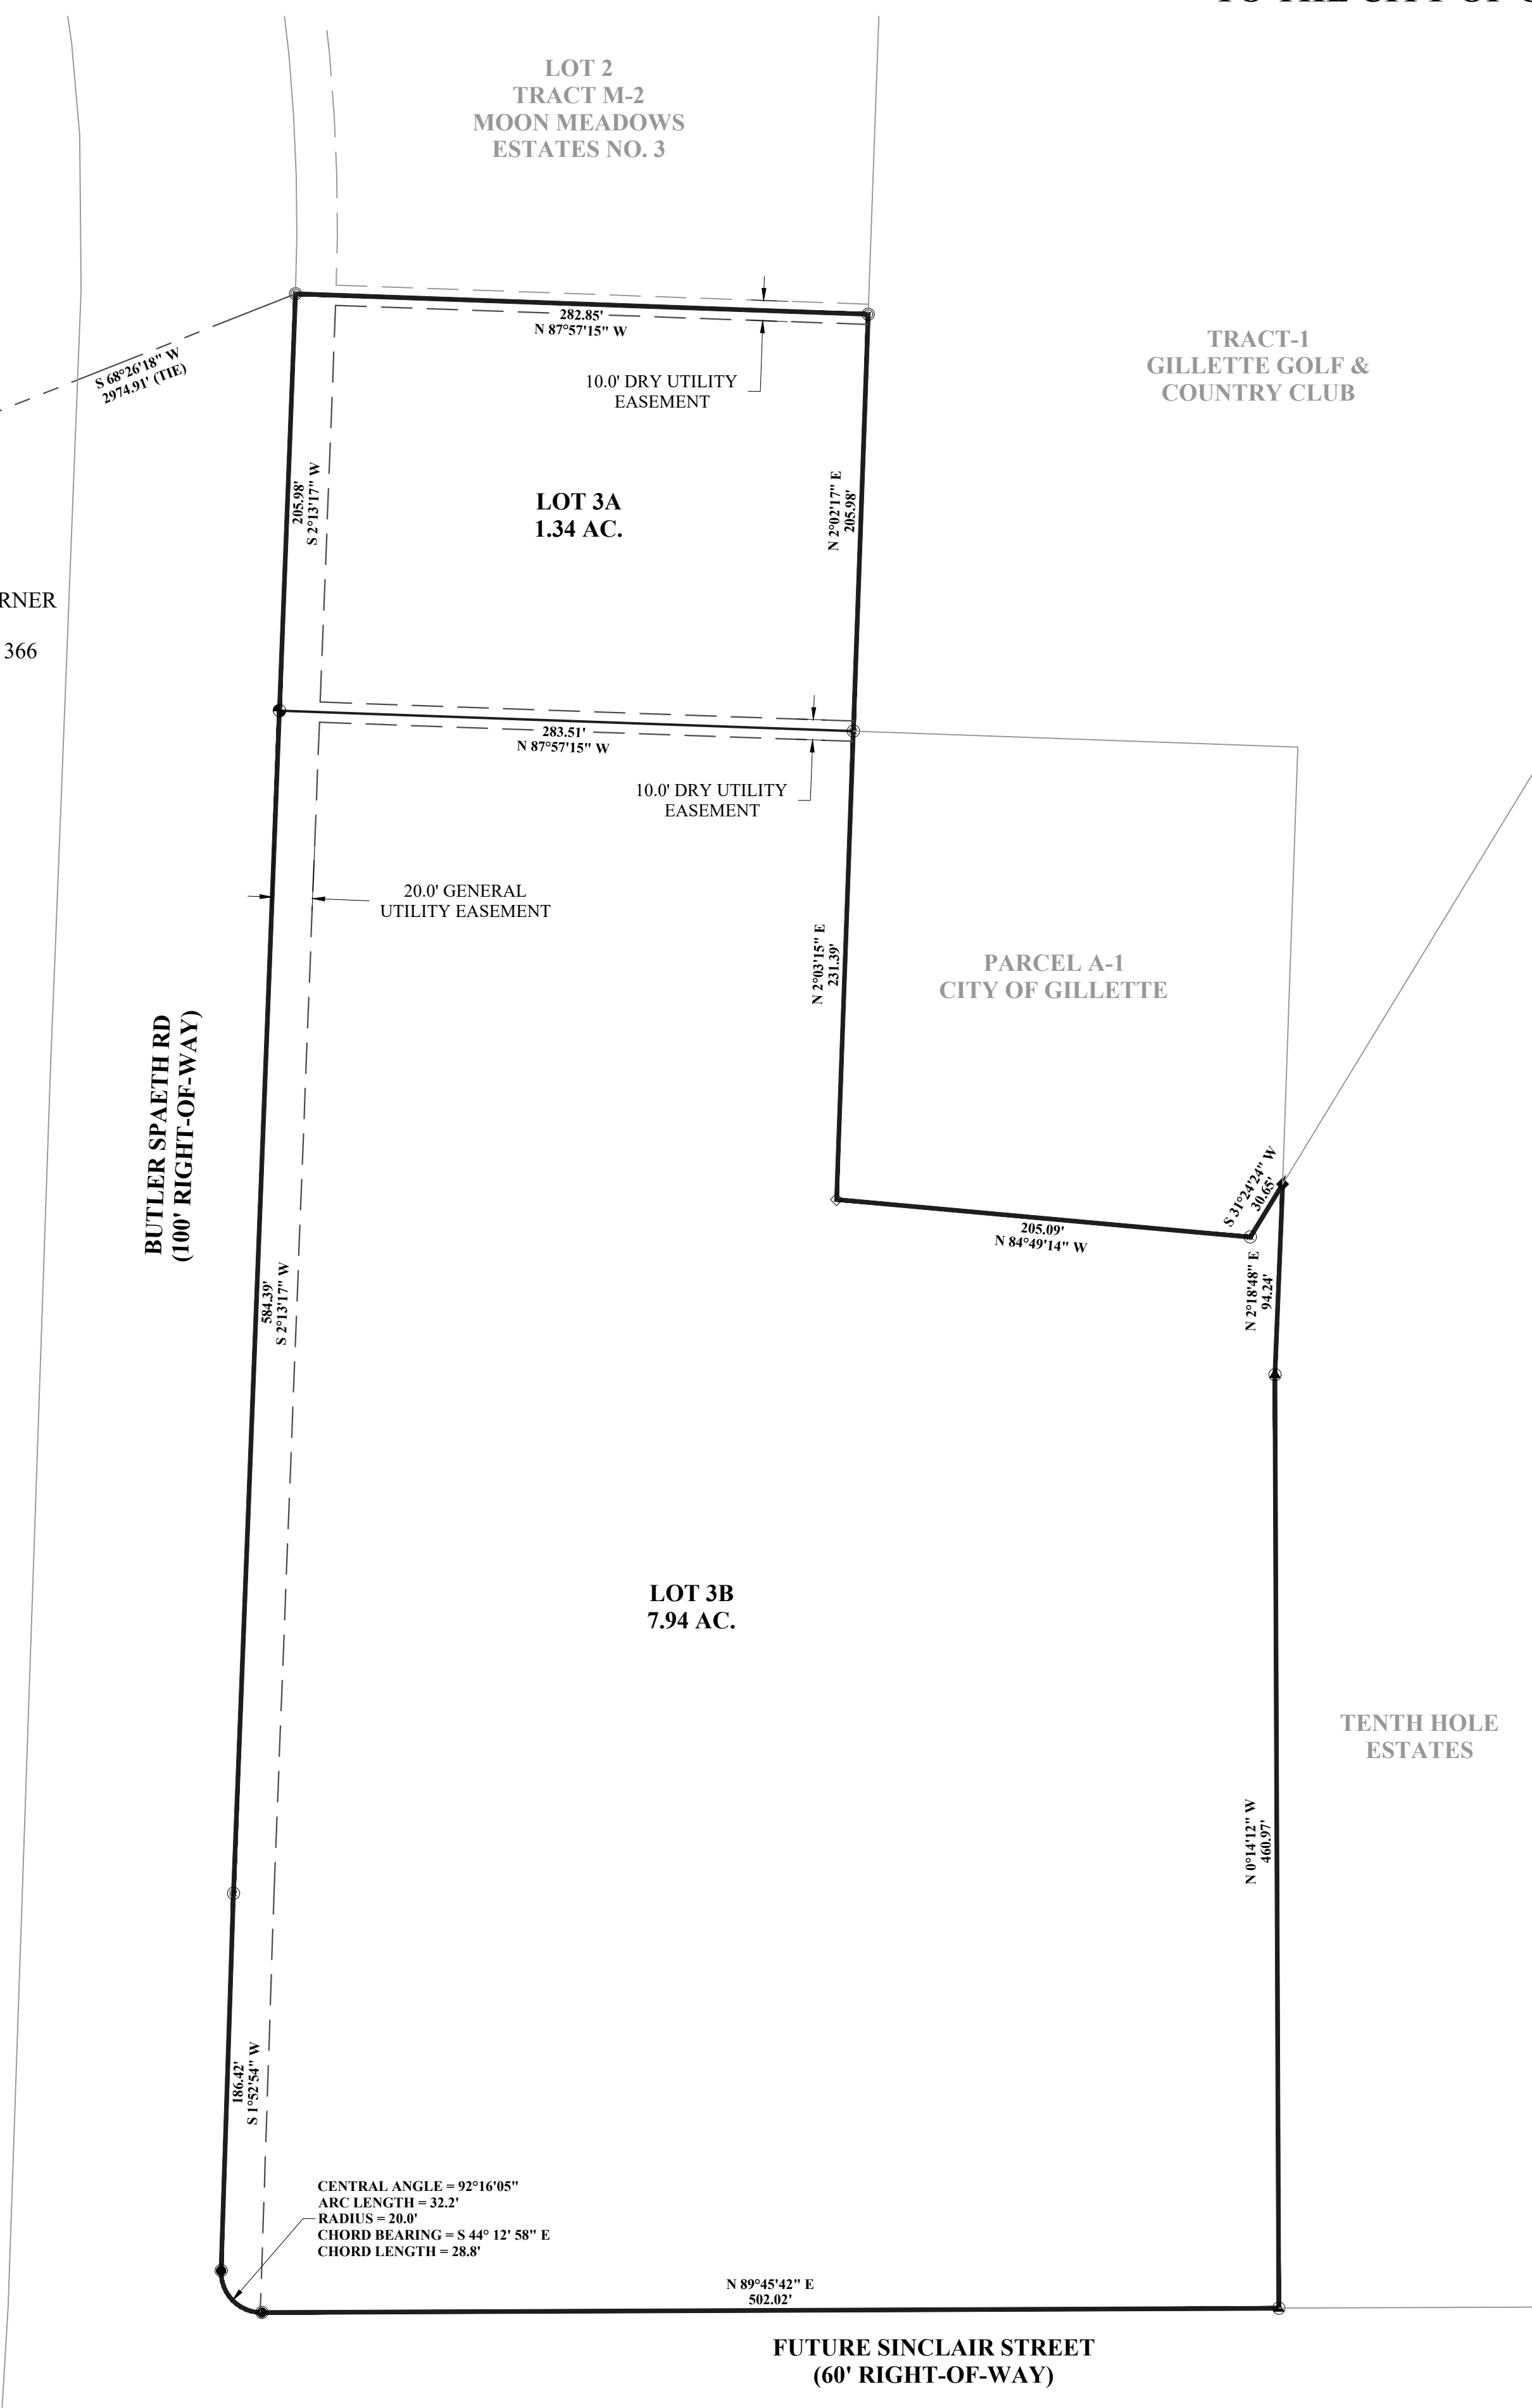 LOT 2
TRACT M-2
MOON MEADOWS
ESTATES NO. 3
282.85'
N 87°57'15" W
S 68°26'18" W
2974.91' (TIE)
10.0' DRY UTILITY
EASEMENT
TRACT-1
GILLETTE GOLF &
COUNTRY CLUB
205.98'
S 2°13'17" W
LOT 3A
1.34 AC.
N 2°02'17" E
205.98'
RNER
366
283.51'
N 87°57'15" W
10.0' DRY UTILITY
EASEMENT
20.0' GENERAL
UTILITY EASEMENT
N 2°03'15" E
231.39'
PARCEL A-1
CITY OF GILLETTE
BUTLER SPAETH RD
(100' RIGHT-OF-WAY)
S 31°24'24" W
30.65'
205.09'
N 84°49'14" W
N 2°18'48" E
94.24'
584.39'
S 2°13'17" W
LOT 3B
7.94 AC.
TENTH HOLE
ESTATES
N 0°14'12" W
460.97'
186.42'
S 1°52'54" W
CENTRAL ANGLE = 92°16'05"
ARC LENGTH = 32.2'
RADIUS = 20.0'
CHORD BEARING = S 44° 12' 58" E
CHORD LENGTH = 28.8'
N 89°45'42" E
502.02'
FUTURE SINCLAIR STREET
(60' RIGHT-OF-WAY)